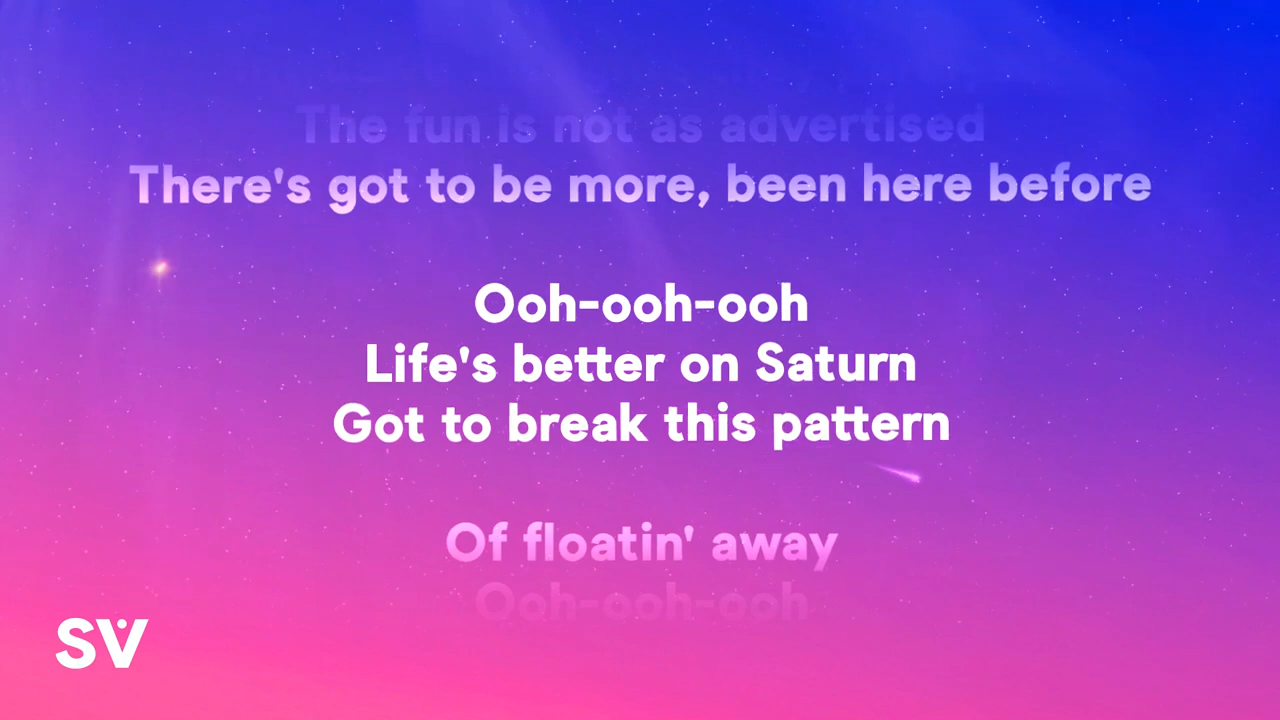 The fun is not as advertised
There's got to be more, been here before
Ooh-ooh-ooh
Life's better on Saturn
Got to break this pattern
Of floatin' away
Ooh-ooh-ooh
SV